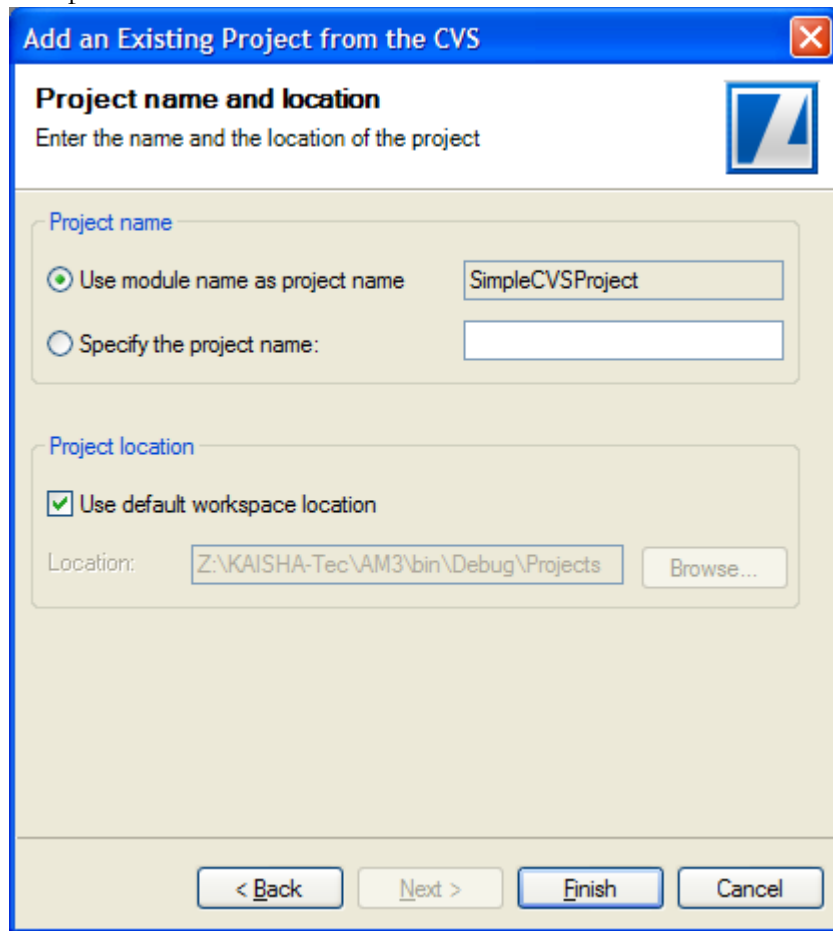 Add an Existing Project from the CVS
Project name and location
Enter the name and the location of the project
Project name
Use module name as project name SimpleCVSProject
Specify the project name:
Project location
Use default workspace location
Location: Z:\KAISHA-Tec\AM3\bin\Debug\Projects Browse...
< Back Next > Finish Cancel